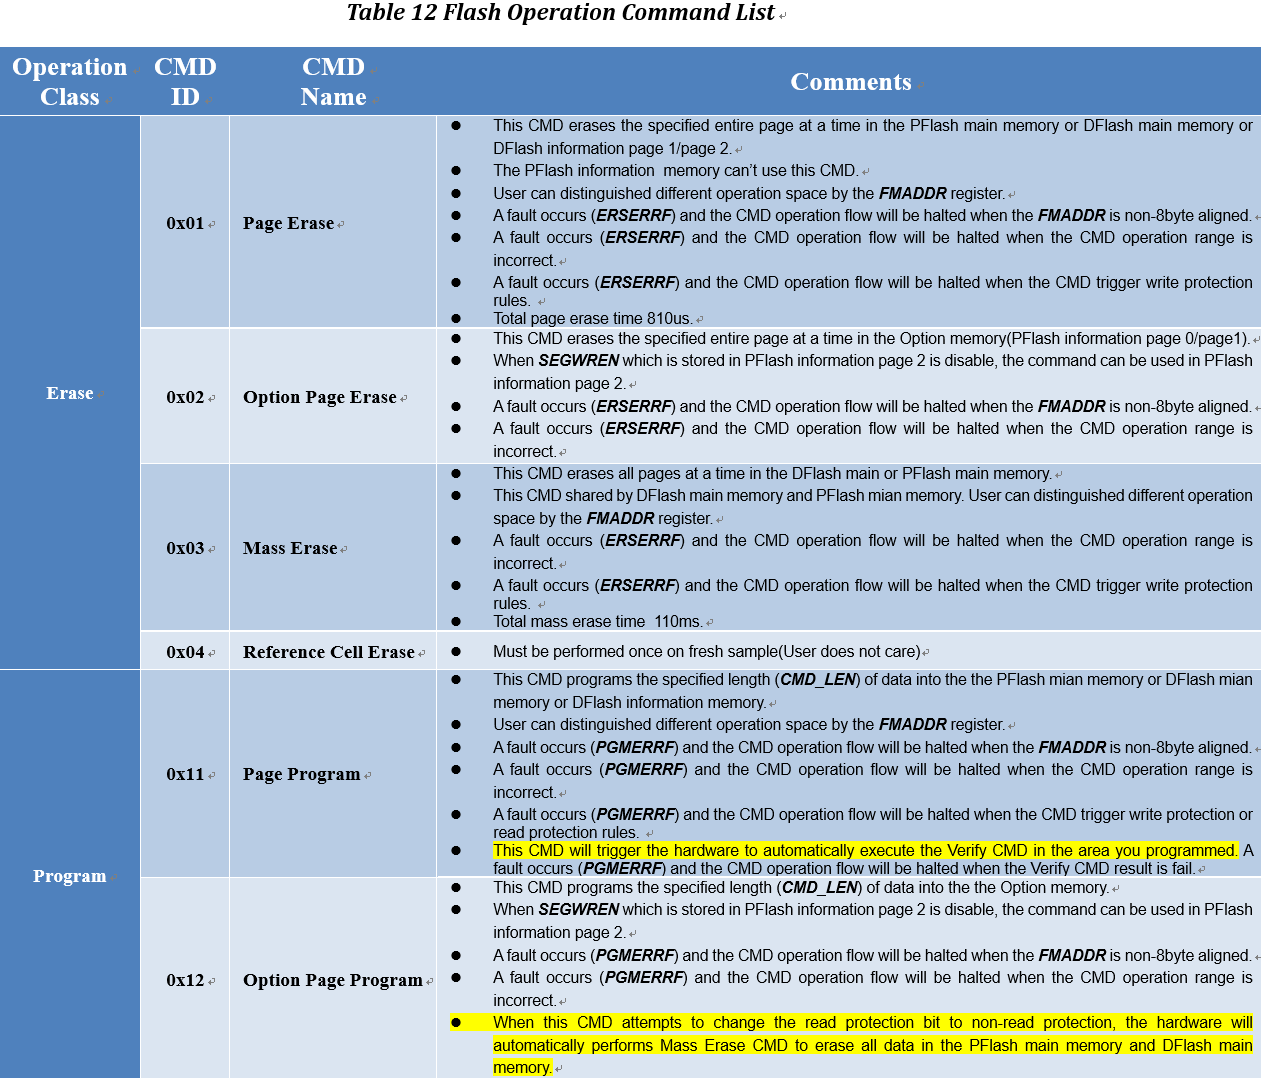 Table 12 Flash Operation Command List
Operation Class
CMD ID
CMD Name
Comments
Erase
0x01
Page Erase
● This CMD erases the specified entire page at a time in the PFlash main memory or DFlash main memory or
DFlash information page 1/page 2.
● The PFlash information  memory can't use this CMD.
● User can distinguished different operation space by the FMADDR register.
● A fault occurs (ERSERRF) and the CMD operation flow will be halted when the FMADDR is non-8byte aligned.
● A fault occurs (ERSERRF) and the CMD operation flow will be halted when the CMD operation range is
incorrect.
● A fault occurs (ERSERRF) and the CMD operation flow will be halted when the CMD trigger write protection
rules.
● Total page erase time 810us.
0x02
Option Page Erase
● This CMD erases the specified entire page at a time in the Option memory(PFlash information page 0/page1).
● When SEGWREN which is stored in PFlash information page 2 is disable, the command can be used in PFlash
information page 2.
● A fault occurs (ERSERRF) and the CMD operation flow will be halted when the FMADDR is non-8byte aligned.
● A fault occurs (ERSERRF) and the CMD operation flow will be halted when the CMD operation range is
incorrect.
0x03
Mass Erase
● This CMD erases all pages at a time in the DFlash main or PFlash main memory.
● This CMD shared by DFlash main memory and PFlash mian memory. User can distinguished different operation
space by the FMADDR register.
● A fault occurs (ERSERRF) and the CMD operation flow will be halted when the CMD operation range is
incorrect.
● A fault occurs (ERSERRF) and the CMD operation flow will be halted when the CMD trigger write protection
rules.
● Total mass erase time  110ms.
0x04
Reference Cell Erase
● Must be performed once on fresh sample(User does not care)
Program
0x11
Page Program
● This CMD programs the specified length (CMD_LEN) of data into the the PFlash mian memory or DFlash mian
memory or DFlash information memory.
● User can distinguished different operation space by the FMADDR register.
● A fault occurs (PGMERRF) and the CMD operation flow will be halted when the FMADDR is non-8byte aligned.
● A fault occurs (PGMERRF) and the CMD operation flow will be halted when the CMD operation range is
incorrect.
● A fault occurs (PGMERRF) and the CMD operation flow will be halted when the CMD trigger write protection or
read protection rules.
● This CMD will trigger the hardware to automatically execute the Verify CMD in the area you programmed. A
fault occurs (PGMERRF) and the CMD operation flow will be halted when the Verify CMD result is fail.
0x12
Option Page Program
● This CMD programs the specified length (CMD_LEN) of data into the the Option memory.
● When SEGWREN which is stored in PFlash information page 2 is disable, the command can be used in PFlash
information page 2.
● A fault occurs (PGMERRF) and the CMD operation flow will be halted when the FMADDR is non-8byte aligned.
● A fault occurs (PGMERRF) and the CMD operation flow will be halted when the CMD operation range is
incorrect.
● When this CMD attempts to change the read protection bit to non-read protection, the hardware will
automatically performs Mass Erase CMD to erase all data in the PFlash main memory and DFlash main
memory.